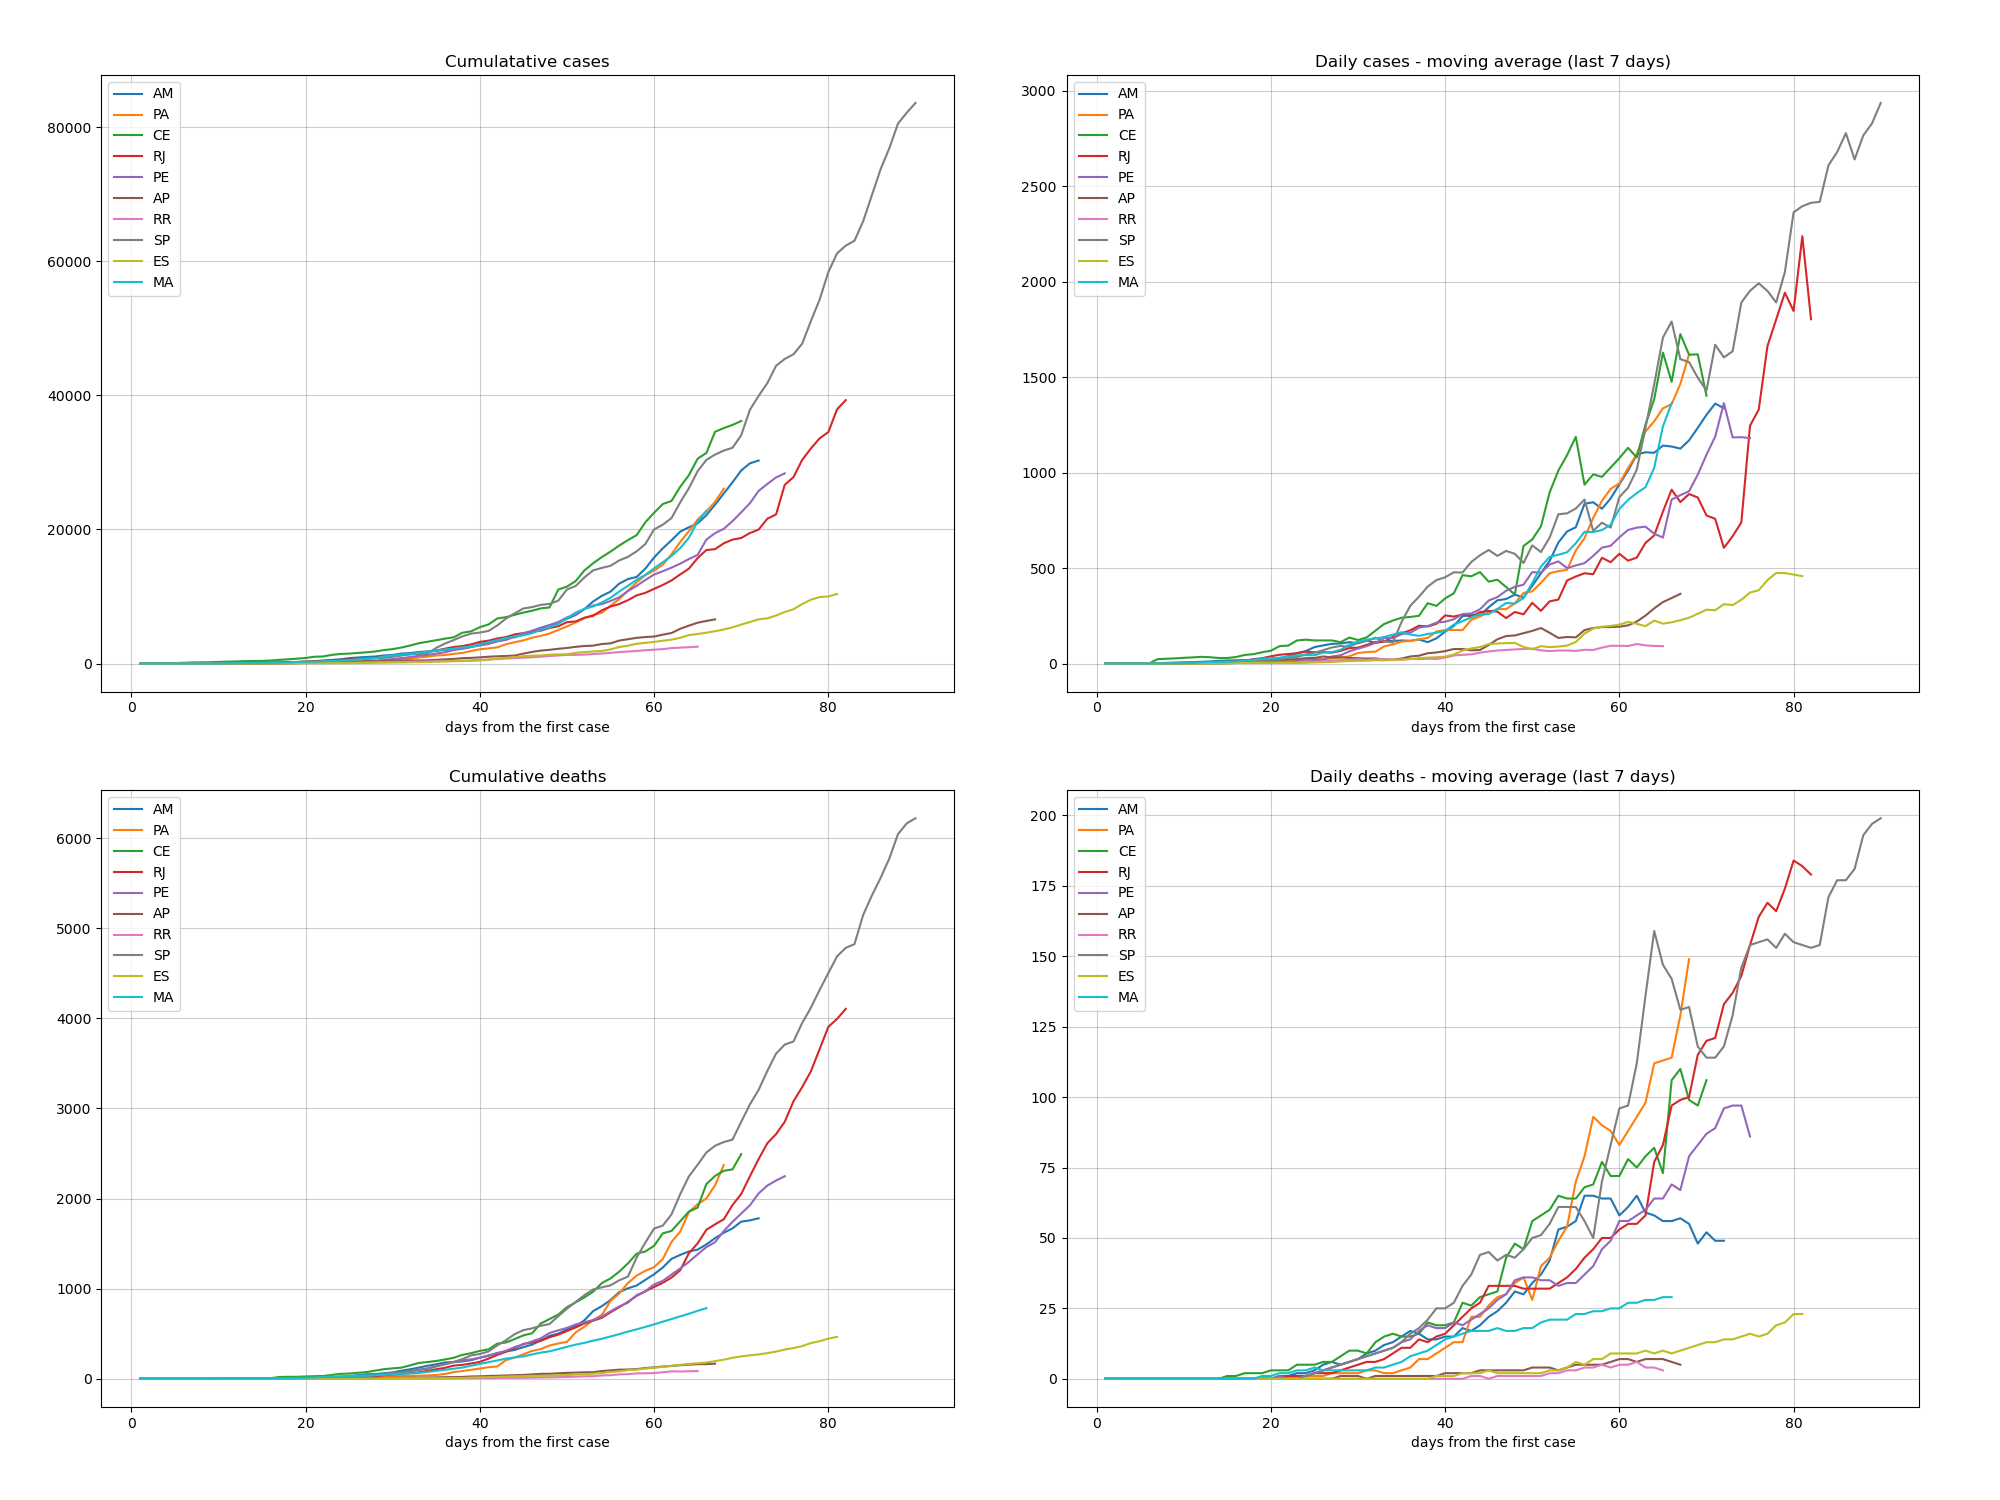 Cumulatative cases
AM
PA
CE
RJ
PE
AP
RR
SP
ES
MA
80000
60000
40000
20000
0
0 20 40 60 80
days from the first case
Daily cases - moving average (last 7 days)
AM
PA
CE
RJ
PE
AP
RR
SP
ES
MA
3000
2500
2000
1500
1000
500
0
0 20 40 60 80
days from the first case
Cumulative deaths
AM
PA
CE
RJ
PE
AP
RR
SP
ES
MA
6000
5000
4000
3000
2000
1000
0
0 20 40 60 80
days from the first case
Daily deaths - moving average (last 7 days)
AM
PA
CE
RJ
PE
AP
RR
SP
ES
MA
200
175
150
125
100
75
50
25
0
0 20 40 60 80
days from the first case